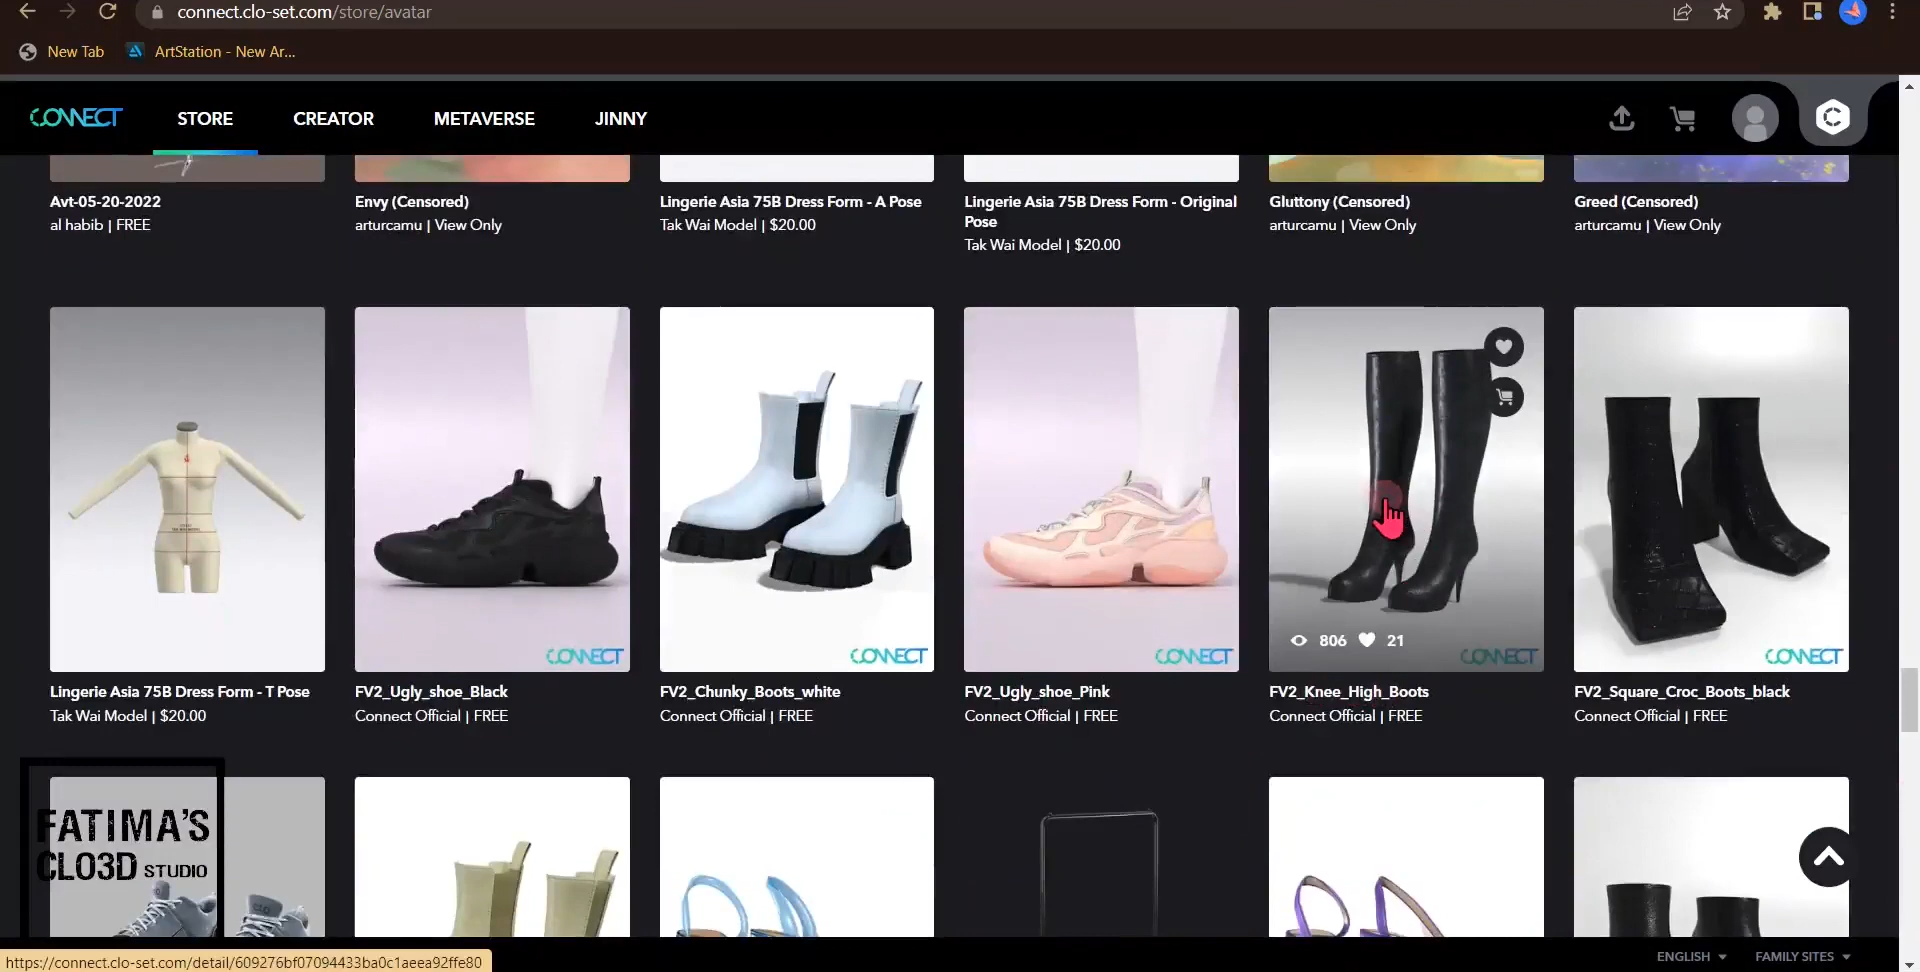 connect.clo-set.com/store/avatar
New Tab
ArtStation - New Ar...
CONNECT
STORE
CREATOR
METAVERSE
JINNY
Avt-05-20-2022
al habib | FREE
Envy (Censored)
arturcamu | View Only
Lingerie Asia 75B Dress Form - A Pose
Tak Wai Model | $20.00
Lingerie Asia 75B Dress Form - Original
Pose
Tak Wai Model | $20.00
Gluttony (Censored)
arturcamu | View Only
Greed (Censored)
arturcamu | View Only
CONNECT
CONNECT
CONNECT
806
21
CONNECT
CONNECT
Lingerie Asia 75B Dress Form - T Pose
Tak Wai Model | $20.00
FV2_Ugly_shoe_Black
Connect Official | FREE
FV2_Chunky_Boots_white
Connect Official | FREE
FV2_Ugly_shoe_Pink
Connect Official | FREE
FV2_Knee_High_Boots
Connect Official | FREE
FV2_Square_Croc_Boots_black
Connect Official | FREE
FATIMA'S
CLO3D STUDIO
https://connect.clo-set.com/detail/609276bf07094433ba0c1aeea92ffe80
ENGLISH
FAMILY SITES